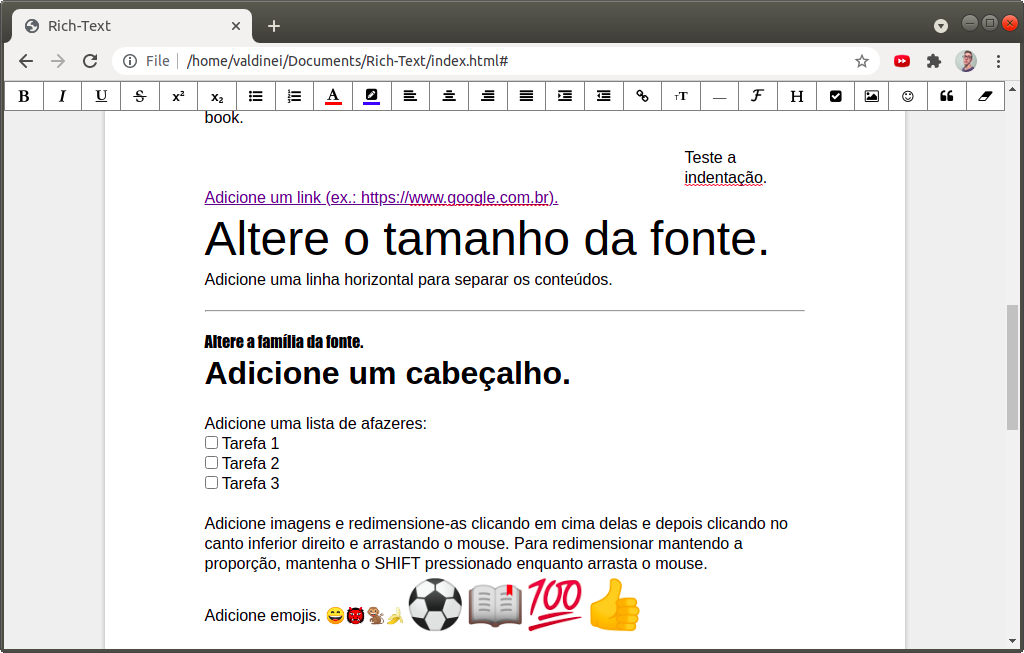 Rich-Text
File /home/valdinei/Documents/Rich-Text/index.html#
B I U S x² x₂ A тT — ℱ H
book.
Teste a
indentação.
Adicione um link (ex.: https://www.google.com.br).
Altere o tamanho da fonte.
Adicione uma linha horizontal para separar os conteúdos.
Altere a família da fonte.
Adicione um cabeçalho.
Adicione uma lista de afazeres:
Tarefa 1
Tarefa 2
Tarefa 3
Adicione imagens e redimensione-as clicando em cima delas e depois clicando no
canto inferior direito e arrastando o mouse. Para redimensionar mantendo a
proporção, mantenha o SHIFT pressionado enquanto arrasta o mouse.
Adicione emojis. 😄👹🐒🍌⚽📖💯👍